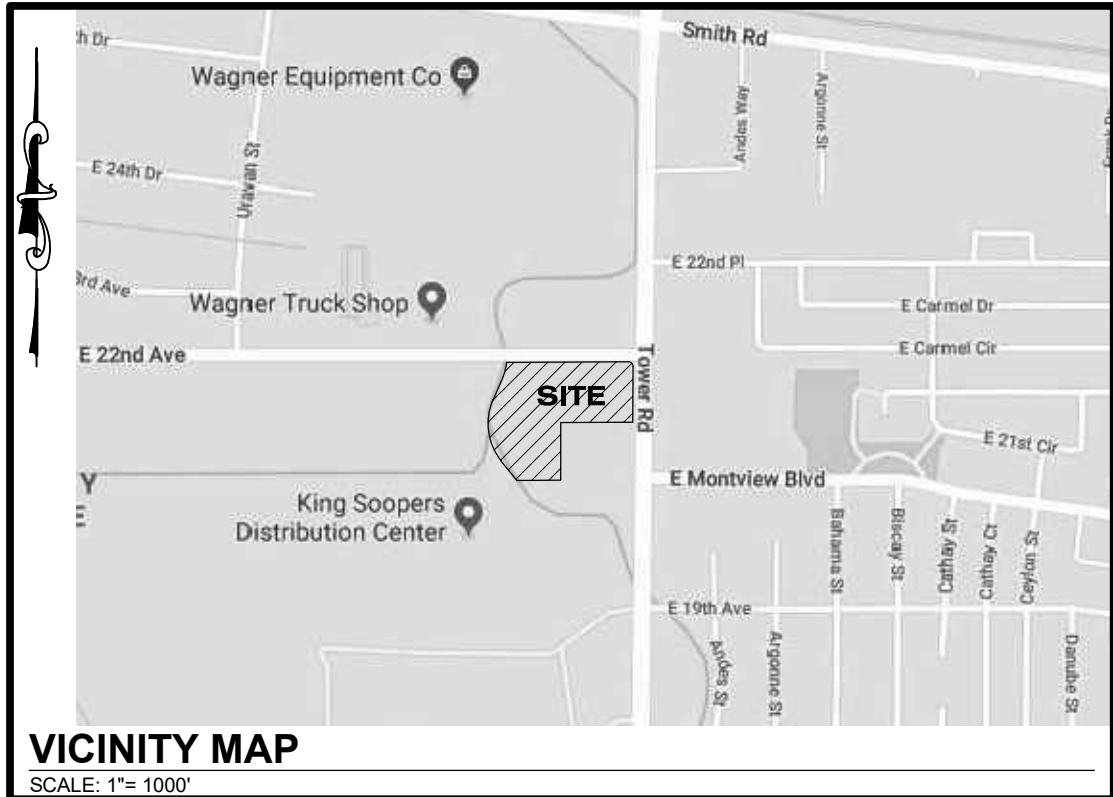 Smith Rd
h Dr
Wagner Equipment Co
Andes Way
Argonne St
Uravan St
E 24th Dr
E 22nd Pl
3rd Ave
Wagner Truck Shop
E Carmel Dr
E Carmel Cir
E 22nd Ave
Tower Rd
SITE
E 21st Cir
E Montview Blvd
Y
King Soopers
Distribution Center
Bahama St
Biscay St
Cathay St
Cathay Ct
Ceylon St
E 19th Ave
Andes St
Argonne St
Danube St
VICINITY MAP
SCALE: 1"= 1000'